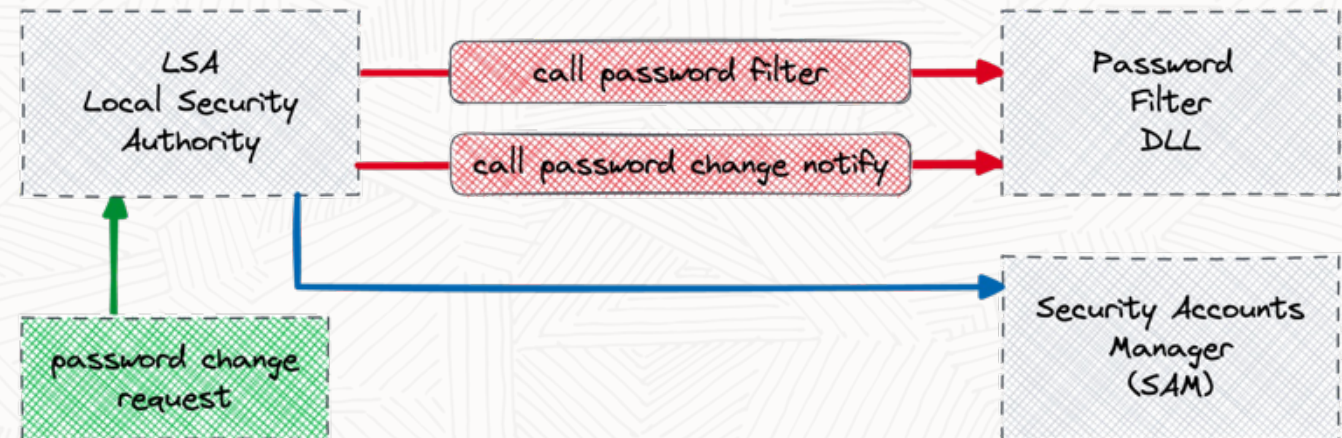 LSA
Local Security
Authority
call password filter
Password
Filter
DLL
call password change notify
password change
request
Security Accounts
Manager
(SAM)